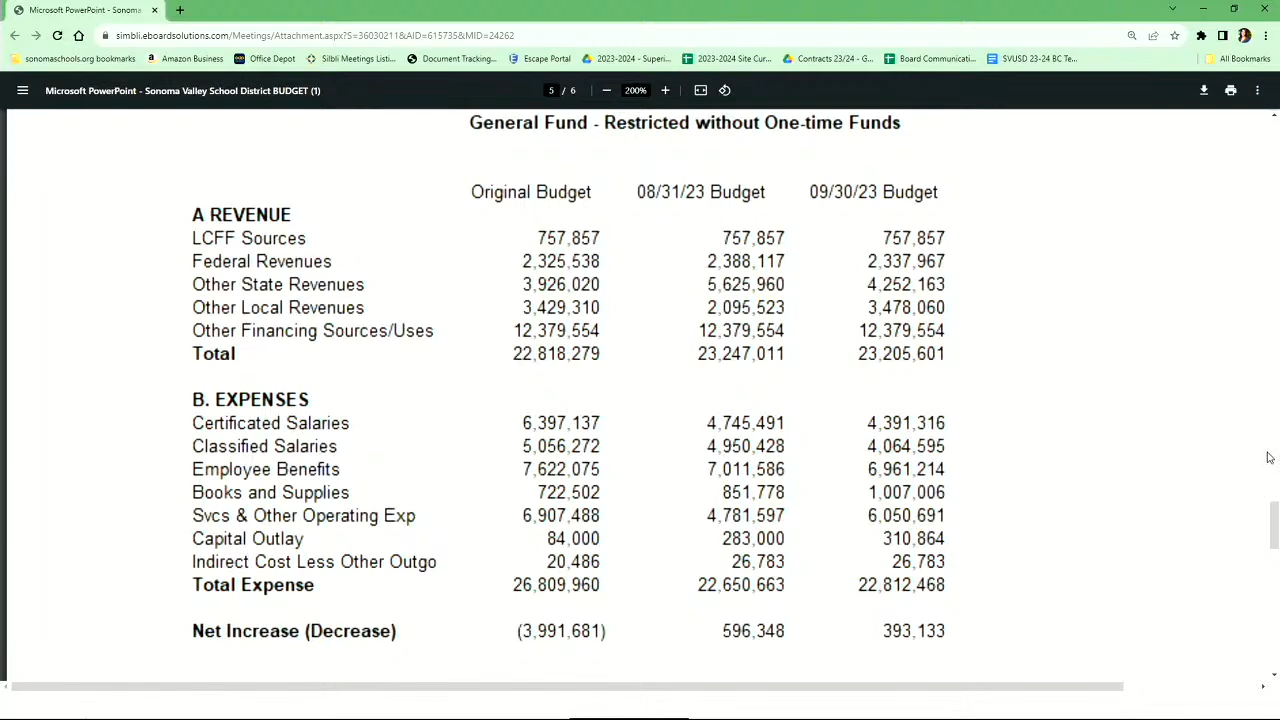 Microsoft PowerPoint - Sonoma
simbli.eboardsolutions.com/Meetings/Attachment.aspx?S=36030211&AID=615735&MID=24262
sonomaschools.org bookmarks Amazon Business Office Depot Silbli Meetings Listi... Document Tracking... Escape Portal 2023-2024 - Superi... 2023-2024 Site Cur... Contracts 23/24 - G... Board Communicati... SVUSD 23-24 BC Te... All Bookmarks
Microsoft PowerPoint - Sonoma Valley School District BUDGET (1) 5 / 6 200%
General Fund - Restricted without One-time Funds
Original Budget 08/31/23 Budget 09/30/23 Budget
A REVENUE
LCFF Sources 757,857 757,857 757,857
Federal Revenues 2,325,538 2,388,117 2,337,967
Other State Revenues 3,926,020 5,625,960 4,252,163
Other Local Revenues 3,429,310 2,095,523 3,478,060
Other Financing Sources/Uses 12,379,554 12,379,554 12,379,554
Total 22,818,279 23,247,011 23,205,601
B. EXPENSES
Certificated Salaries 6,397,137 4,745,491 4,391,316
Classified Salaries 5,056,272 4,950,428 4,064,595
Employee Benefits 7,622,075 7,011,586 6,961,214
Books and Supplies 722,502 851,778 1,007,006
Svcs & Other Operating Exp 6,907,488 4,781,597 6,050,691
Capital Outlay 84,000 283,000 310,864
Indirect Cost Less Other Outgo 20,486 26,783 26,783
Total Expense 26,809,960 22,650,663 22,812,468
Net Increase (Decrease) (3,991,681) 596,348 393,133